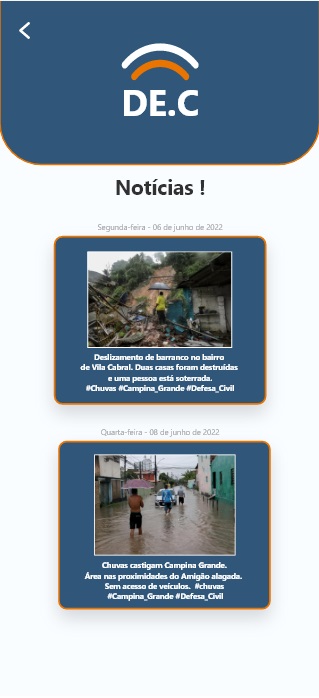 DE.C
Notícias !
Segunda-feira - 06 de junho de 2022
Deslizamento de barranco no bairro
de Vila Cabral. Duas casas foram destruídas
e uma pessoa está soterrada.
#Chuvas #Campina_Grande #Defesa_Civil
Quarta-feira - 08 de junho de 2022
Chuvas castigam Campina Grande.
Área nas proximidades do Amigão alagada.
Sem acesso de veículos.  #chuvas
#Campina_Grande #Defesa_Civil